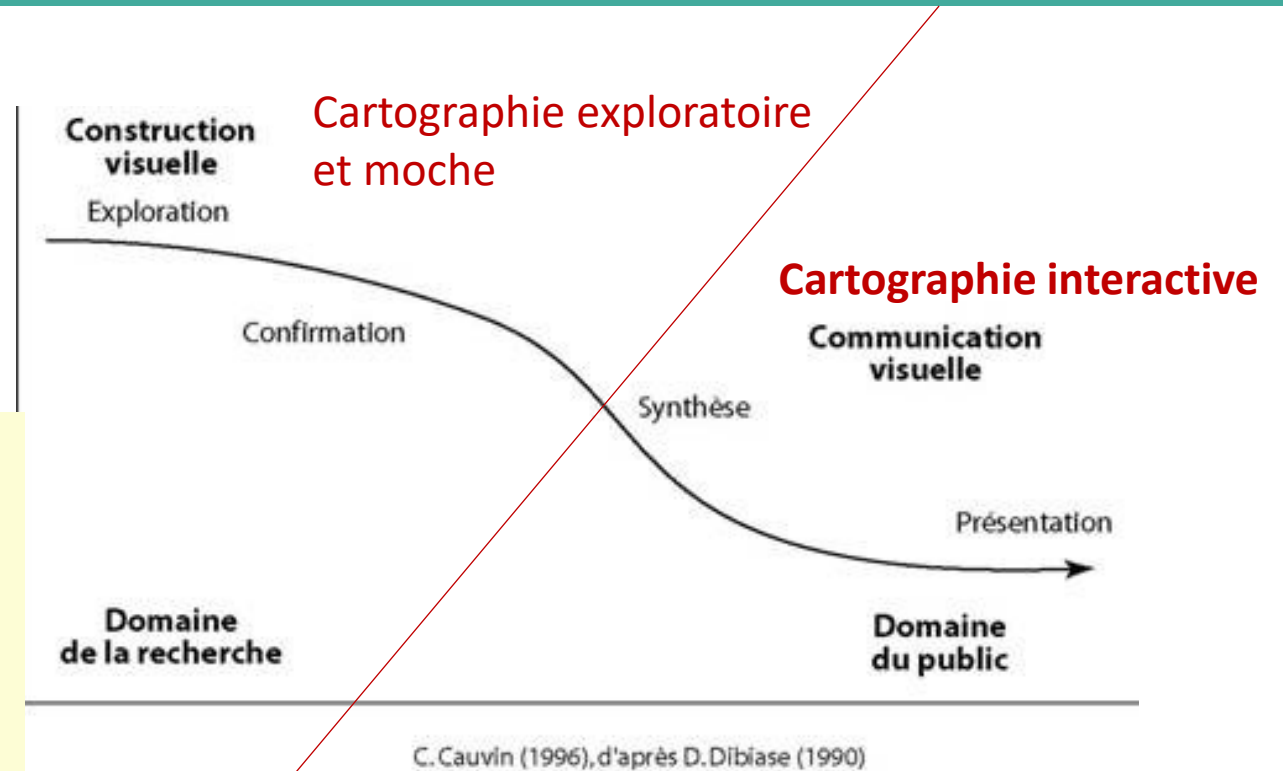 Cartographie exploratoire
et moche
Construction
visuelle
Exploration
Confirmation
Cartographie interactive
Communication
visuelle
Synthèse
Présentation
Domaine
de la recherche
Domaine
du public
C. Cauvin (1996), d'après D. Dibiase (1990)